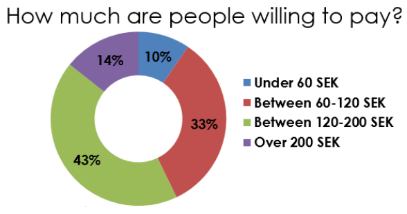 How much are people willing to pay?
14%
10%
33%
43%
Under 60 SEK
Between 60-120 SEK
Between 120-200 SEK
Over 200 SEK